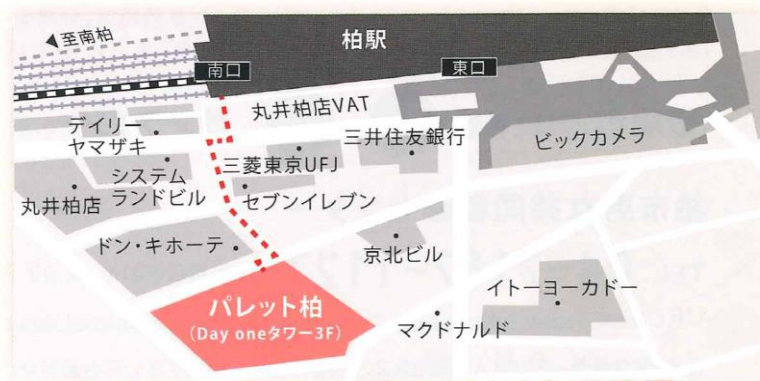 ◀至南柏
柏駅
南口
東口
丸井柏店VAT
デイリー
ヤマザキ
三井住友銀行
ビックカメラ
三菱東京UFJ
システム
ランドビル
丸井柏店
セブンイレブン
ドン・キホーテ
京北ビル
イトーヨーカドー
パレット柏
(Day oneタワー3F)
マクドナルド